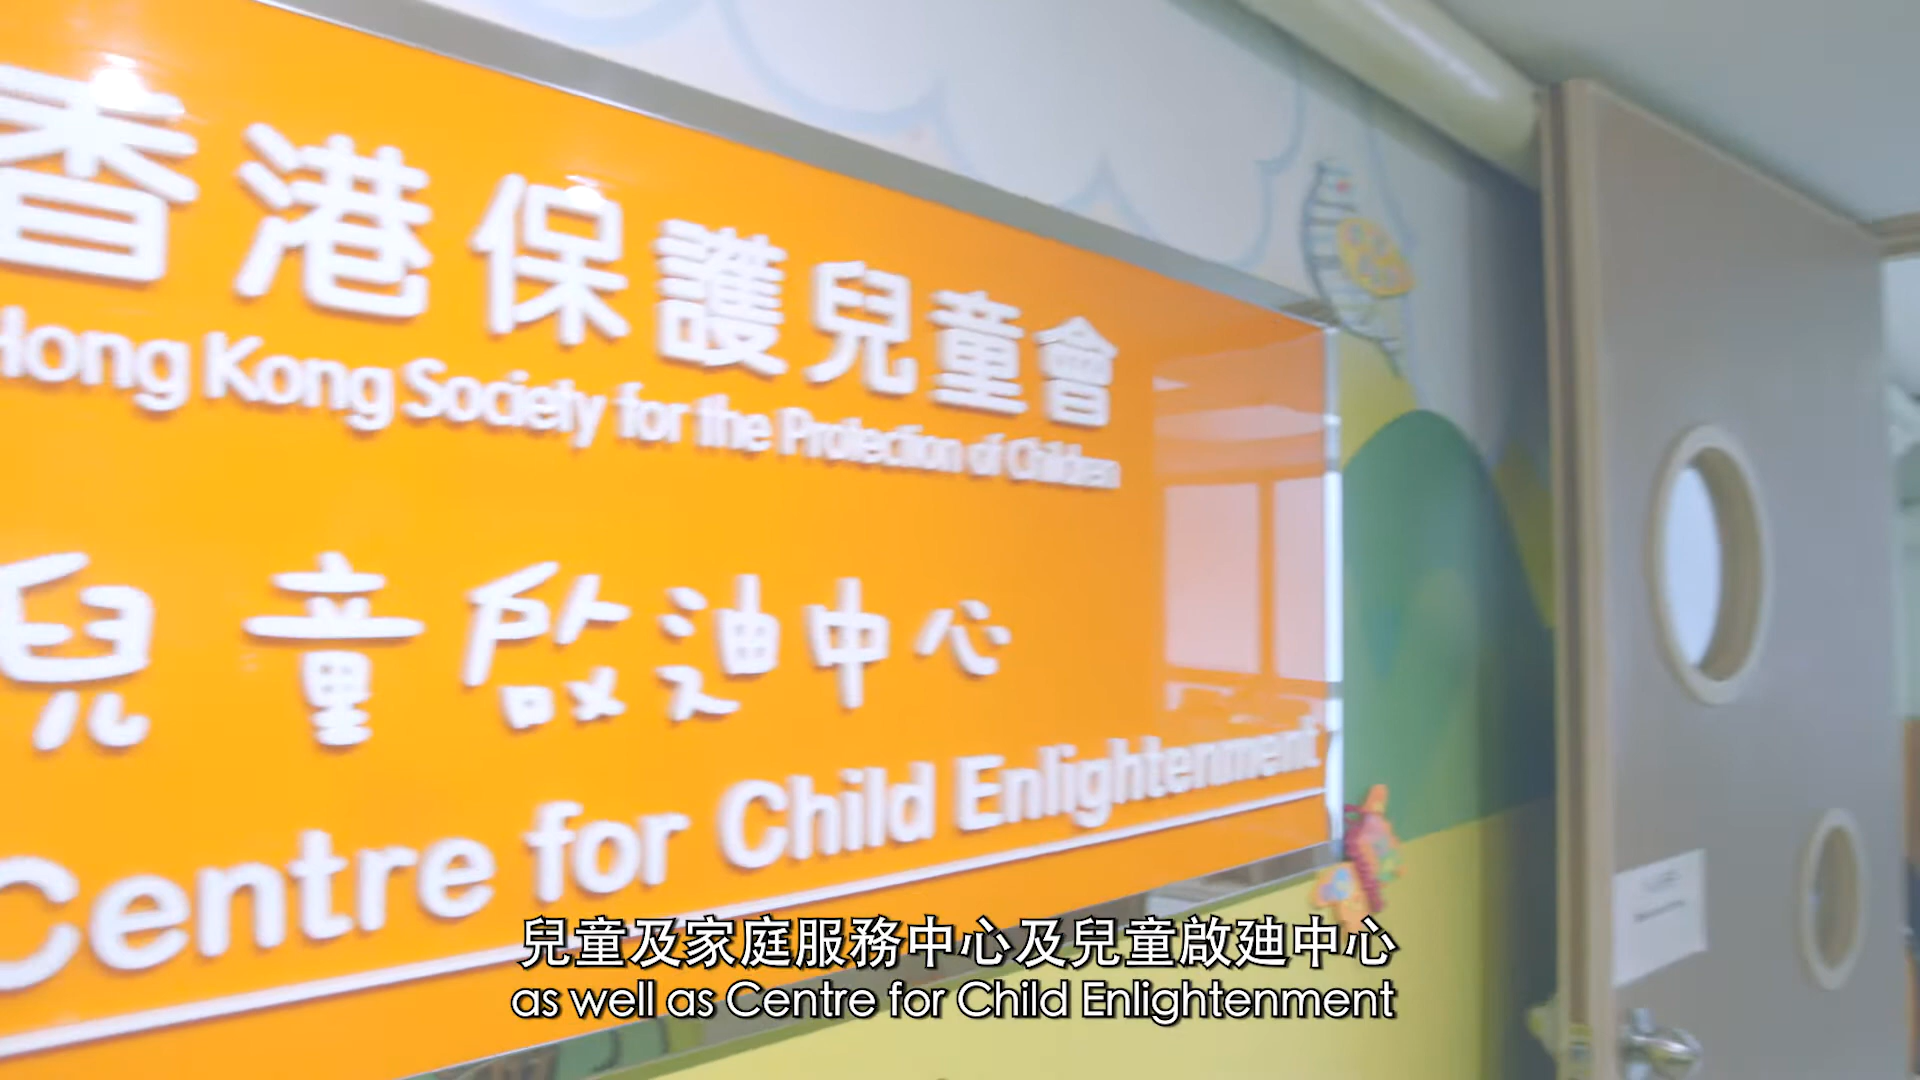 香港保護兒童會
Hong Kong Society for the Protection of Children
兒童啟迪中心
Centre for Child Enlightenment
兒童及家庭服務中心及兒童啟廸中心
as well as Centre for Child Enlightenment